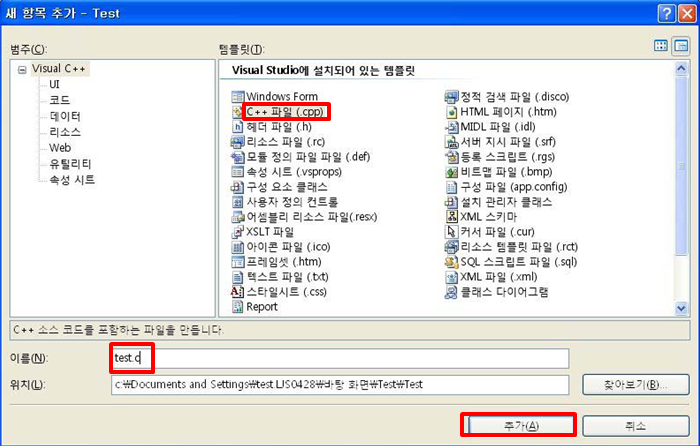 새 항목 추가 - Test
범주(C):
템플릿(T):
Visual C++
UI
코드
데이터
리소스
Web
유틸리티
속성 시트
Visual Studio에 설치되어 있는 템플릿
Windows Form
C++ 파일 (.cpp)
헤더 파일 (.h)
리소스 파일 (.rc)
모듈 정의 파일 파일 (.def)
속성 시트 (.vsprops)
구성 요소 클래스
사용자 정의 컨트롤
어셈블리 리소스 파일(.resx)
XSLT 파일
아이콘 파일 (.ico)
프레임셋 (.htm)
텍스트 파일 (.txt)
스타일시트 (.css)
Report
정적 검색 파일 (.disco)
HTML 페이지 (.htm)
MIDL 파일 (.idl)
서버 지시 파일 (.srf)
등록 스크립트 (.rgs)
비트맵 파일 (.bmp)
구성 파일 (app.config)
설치 관리자 클래스
XML 스키마
커서 파일 (.cur)
리소스 템플릿 파일 (.rct)
SQL 스크립트 파일 (.sql)
XML 파일 (.xml)
클래스 다이어그램
C++ 소스 코드를 포함하는 파일을 만듭니다.
이름(N):
test.c
위치(L):
c:₩Documents and Settings₩test LJS0428₩바탕 화면₩Test₩Test
찾아보기(B)...
추가(A)
취소